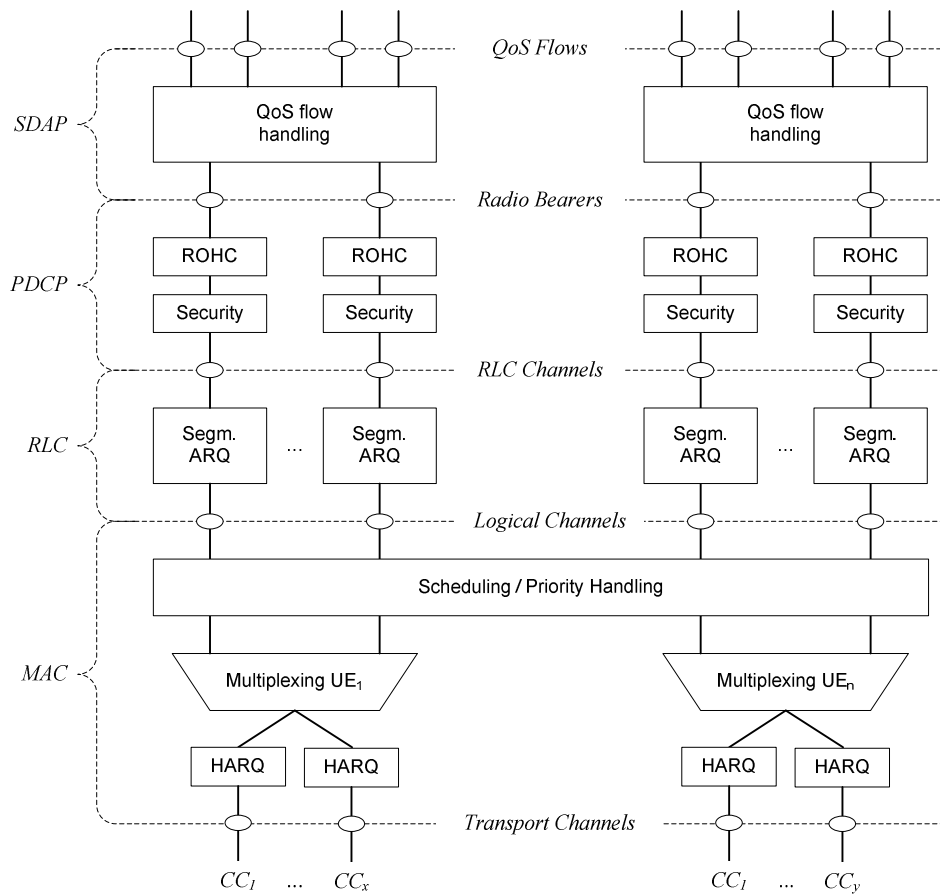 QoS Flows
SDAP
QoS flow
handling
QoS flow
handling
Radio Bearers
PDCP
ROHC
ROHC
ROHC
ROHC
Security
Security
Security
Security
RLC Channels
RLC
Segm.
ARQ
...
Segm.
ARQ
Segm.
ARQ
...
Segm.
ARQ
Logical Channels
MAC
Scheduling / Priority Handling
Multiplexing UE1
Multiplexing UEn
HARQ
HARQ
HARQ
HARQ
Transport Channels
CC1 ... CCx
CC1 ... CCy